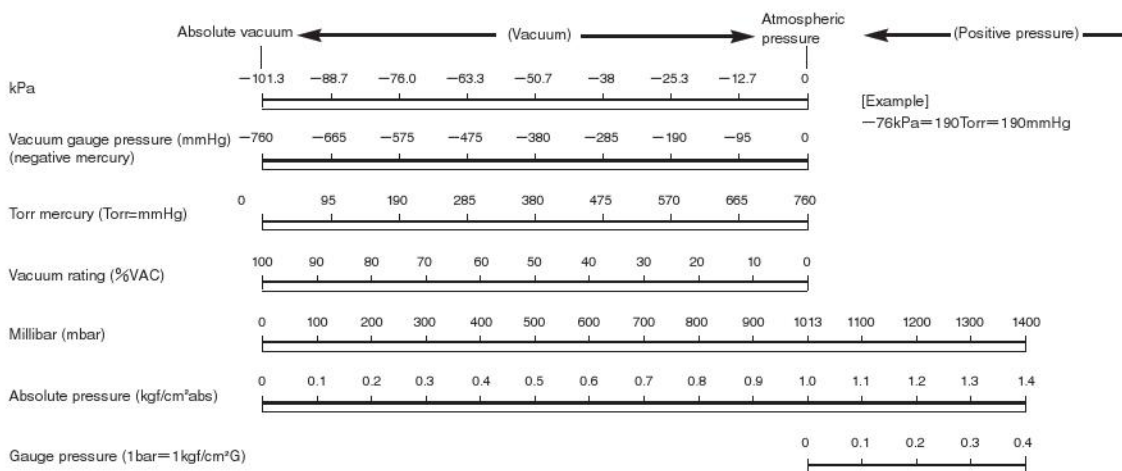 Absolute vacuum (Vacuum) Atmospheric pressure (Positive pressure)
kPa −101.3 −88.7 −76.0 −63.3 −50.7 −38 −25.3 −12.7 0
[Example]
−76kPa=190Torr=190mmHg
Vacuum gauge pressure (mmHg) −760 −665 −575 −475 −380 −285 −190 −95 0
(negative mercury)
Torr mercury (Torr=mmHg) 0 95 190 285 380 475 570 665 760
Vacuum rating (%VAC) 100 90 80 70 60 50 40 30 20 10 0
Millibar (mbar) 0 100 200 300 400 500 600 700 800 900 1013 1100 1200 1300 1400
Absolute pressure (kgf/cm²abs) 0 0.1 0.2 0.3 0.4 0.5 0.6 0.7 0.8 0.9 1.0 1.1 1.2 1.3 1.4
Gauge pressure (1bar=1kgf/cm²G) 0 0.1 0.2 0.3 0.4